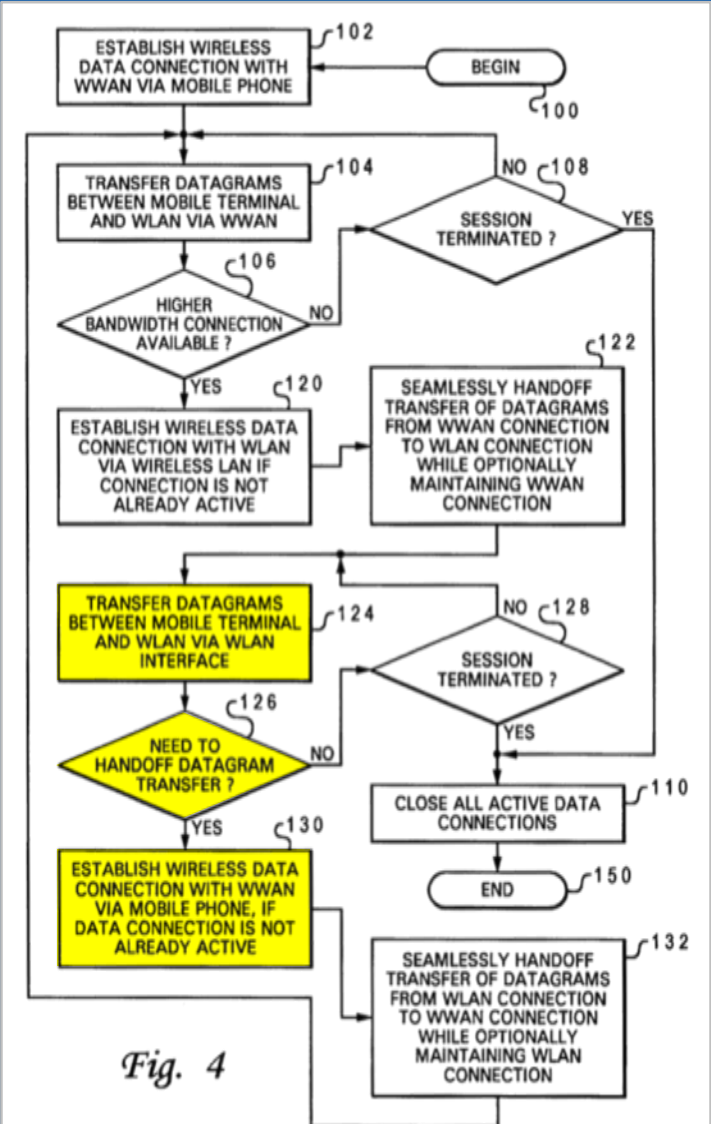 102
ESTABLISH WIRELESS
DATA CONNECTION WITH
WWAN VIA MOBILE PHONE
BEGIN
100
104
TRANSFER DATAGRAMS
BETWEEN MOBILE TERMINAL
AND WLAN VIA WWAN
NO
108
SESSION
TERMINATED ?
YES
106
HIGHER
BANDWIDTH CONNECTION
AVAILABLE ?
NO
YES
120
ESTABLISH WIRELESS DATA
CONNECTION WITH WLAN
VIA WIRELESS LAN IF
CONNECTION IS NOT
ALREADY ACTIVE
122
SEAMLESSLY HANDOFF
TRANSFER OF DATAGRAMS
FROM WWAN CONNECTION
TO WLAN CONNECTION
WHILE OPTIONALLY
MAINTAINING WWAN
CONNECTION
124
TRANSFER DATAGRAMS
BETWEEN MOBILE TERMINAL
AND WLAN VIA WLAN
INTERFACE
NO
128
SESSION
TERMINATED ?
YES
126
NEED TO
HANDOFF DATAGRAM
TRANSFER ?
NO
YES
110
CLOSE ALL ACTIVE DATA
CONNECTIONS
130
ESTABLISH WIRELESS DATA
CONNECTION WITH WWAN
VIA MOBILE PHONE, IF
DATA CONNECTION IS NOT
ALREADY ACTIVE
END
150
132
SEAMLESSLY HANDOFF
TRANSFER OF DATAGRAMS
FROM WLAN CONNECTION
TO WWAN CONNECTION
WHILE OPTIONALLY
MAINTAINING WLAN
CONNECTION
Fig. 4